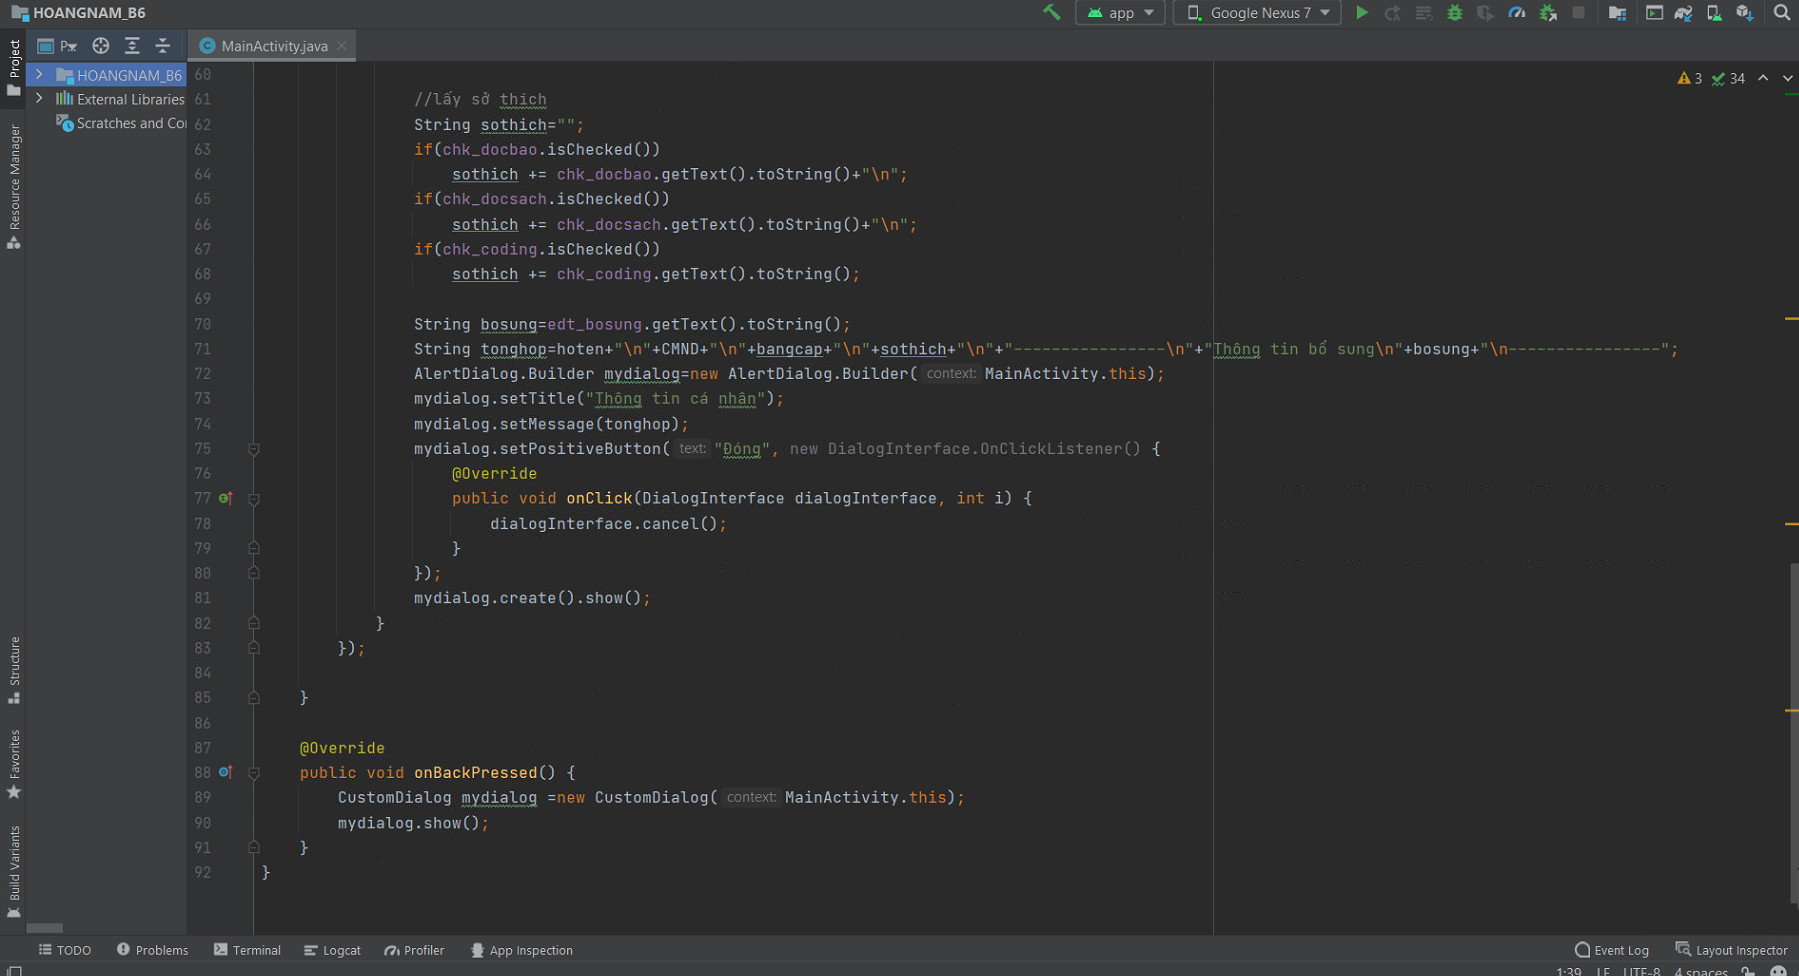 HOANGNAM_B6
app
Google Nexus 7
Project
P
MainActivity.java
HOANGNAM_B6
External Libraries
Scratches and Co
Resource Manager
Structure
Favorites
Build Variants
3
34
60
61 //lấy sở thích
62 String sothich="";
63 if(chk_docbao.isChecked())
64 sothich += chk_docbao.getText().toString()+"\n";
65 if(chk_docsach.isChecked())
66 sothich += chk_docsach.getText().toString()+"\n";
67 if(chk_coding.isChecked())
68 sothich += chk_coding.getText().toString();
69
70 String bosung=edt_bosung.getText().toString();
71 String tonghop=hoten+"\n"+CMND+"\n"+bangcap+"\n"+sothich+"\n"+"----------------\n"+"Thông tin bổ sung\n"+bosung+"\n----------------";
72 AlertDialog.Builder mydialog=new AlertDialog.Builder( context: MainActivity.this);
73 mydialog.setTitle("Thông tin cá nhân");
74 mydialog.setMessage(tonghop);
75 mydialog.setPositiveButton( text: "Đóng", new DialogInterface.OnClickListener() {
76 @Override
77 public void onClick(DialogInterface dialogInterface, int i) {
78 dialogInterface.cancel();
79 }
80 });
81 mydialog.create().show();
82 }
83 });
84
85 }
86
87 @Override
88 public void onBackPressed() {
89 CustomDialog mydialog =new CustomDialog( context: MainActivity.this);
90 mydialog.show();
91 }
92 }
TODO
Problems
Terminal
Logcat
Profiler
App Inspection
Event Log
Layout Inspector
1:39 LF UTF-8 4 spaces